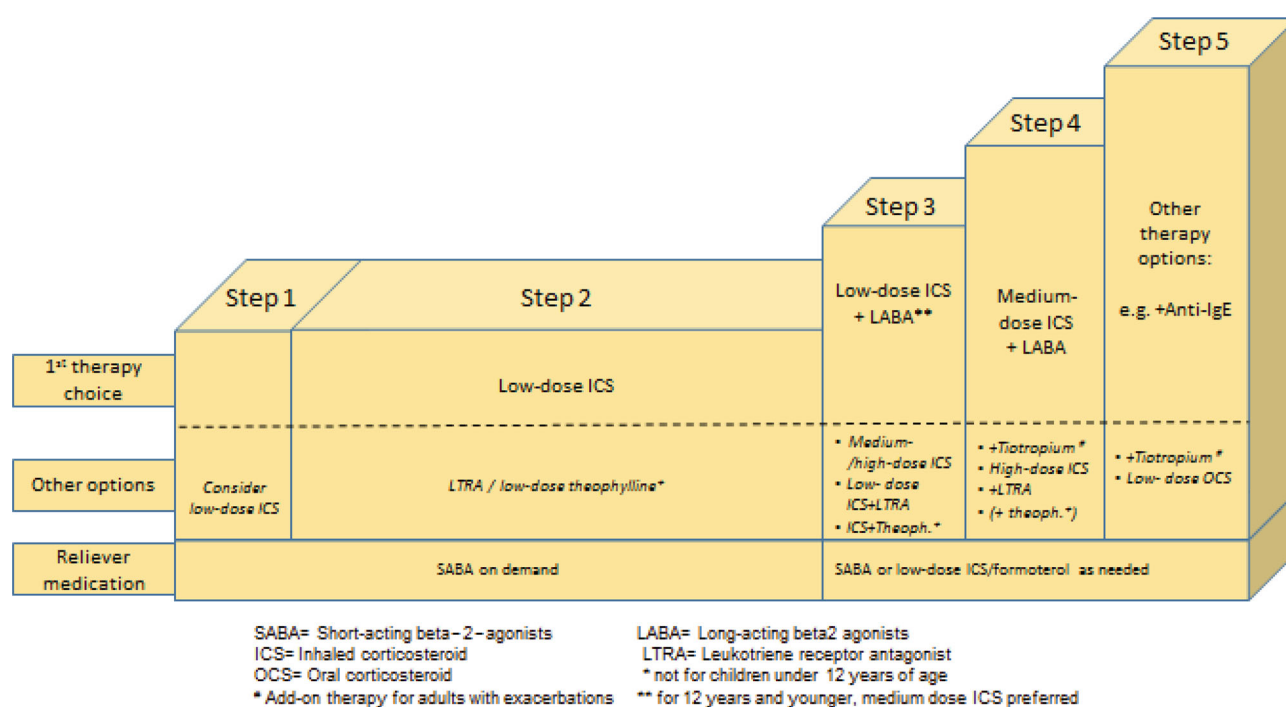 Step 5
Step 4
Step 3
Step 1
Step 2
1st therapy
choice
Low-dose ICS
Low-dose ICS
+ LABA**
Medium-
dose ICS
+ LABA
Other
therapy
options:
e.g. +Anti-IgE
Other options
Consider
low-dose ICS
LTRA / low-dose theophylline*
• Medium-
/high-dose ICS
• Low- dose
ICS+LTRA
• ICS+Theoph.*
• +Tiotropium*
• High-dose ICS
• +LTRA
• (+ theoph.*)
• +Tiotropium*
• Low- dose OCS
Reliever
medication
SABA on demand
SABA or low-dose ICS/formoterol as needed
SABA= Short-acting beta-2-agonists
LABA= Long-acting beta2 agonists
ICS= Inhaled corticosteroid
LTRA= Leukotriene receptor antagonist
OCS= Oral corticosteroid
* not for children under 12 years of age
* Add-on therapy for adults with exacerbations
** for 12 years and younger, medium dose ICS preferred